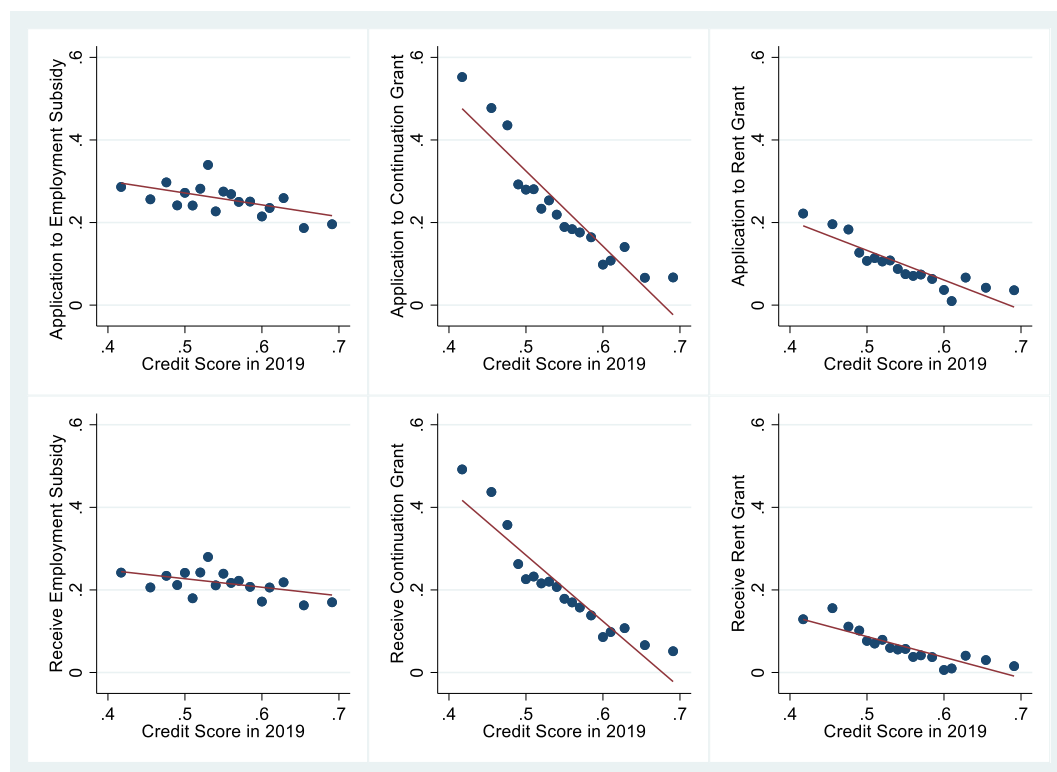 Application to Employment Subsidy
.6
.4
.2
0
.4 .5 .6 .7
Credit Score in 2019
Application to Continuation Grant
.6
.4
.2
0
.4 .5 .6 .7
Credit Score in 2019
Application to Rent Grant
.6
.4
.2
0
.4 .5 .6 .7
Credit Score in 2019
Receive Employment Subsidy
.6
.4
.2
0
.4 .5 .6 .7
Credit Score in 2019
Receive Continuation Grant
.6
.4
.2
0
.4 .5 .6 .7
Credit Score in 2019
Receive Rent Grant
.6
.4
.2
0
.4 .5 .6 .7
Credit Score in 2019